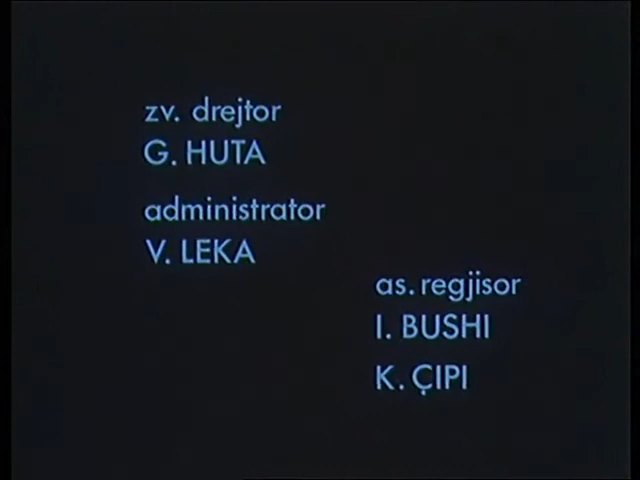 zv. drejtor
G. HUTA
administrator
V. LEKA
as. regjisor
I. BUSHI
K. ÇIPI